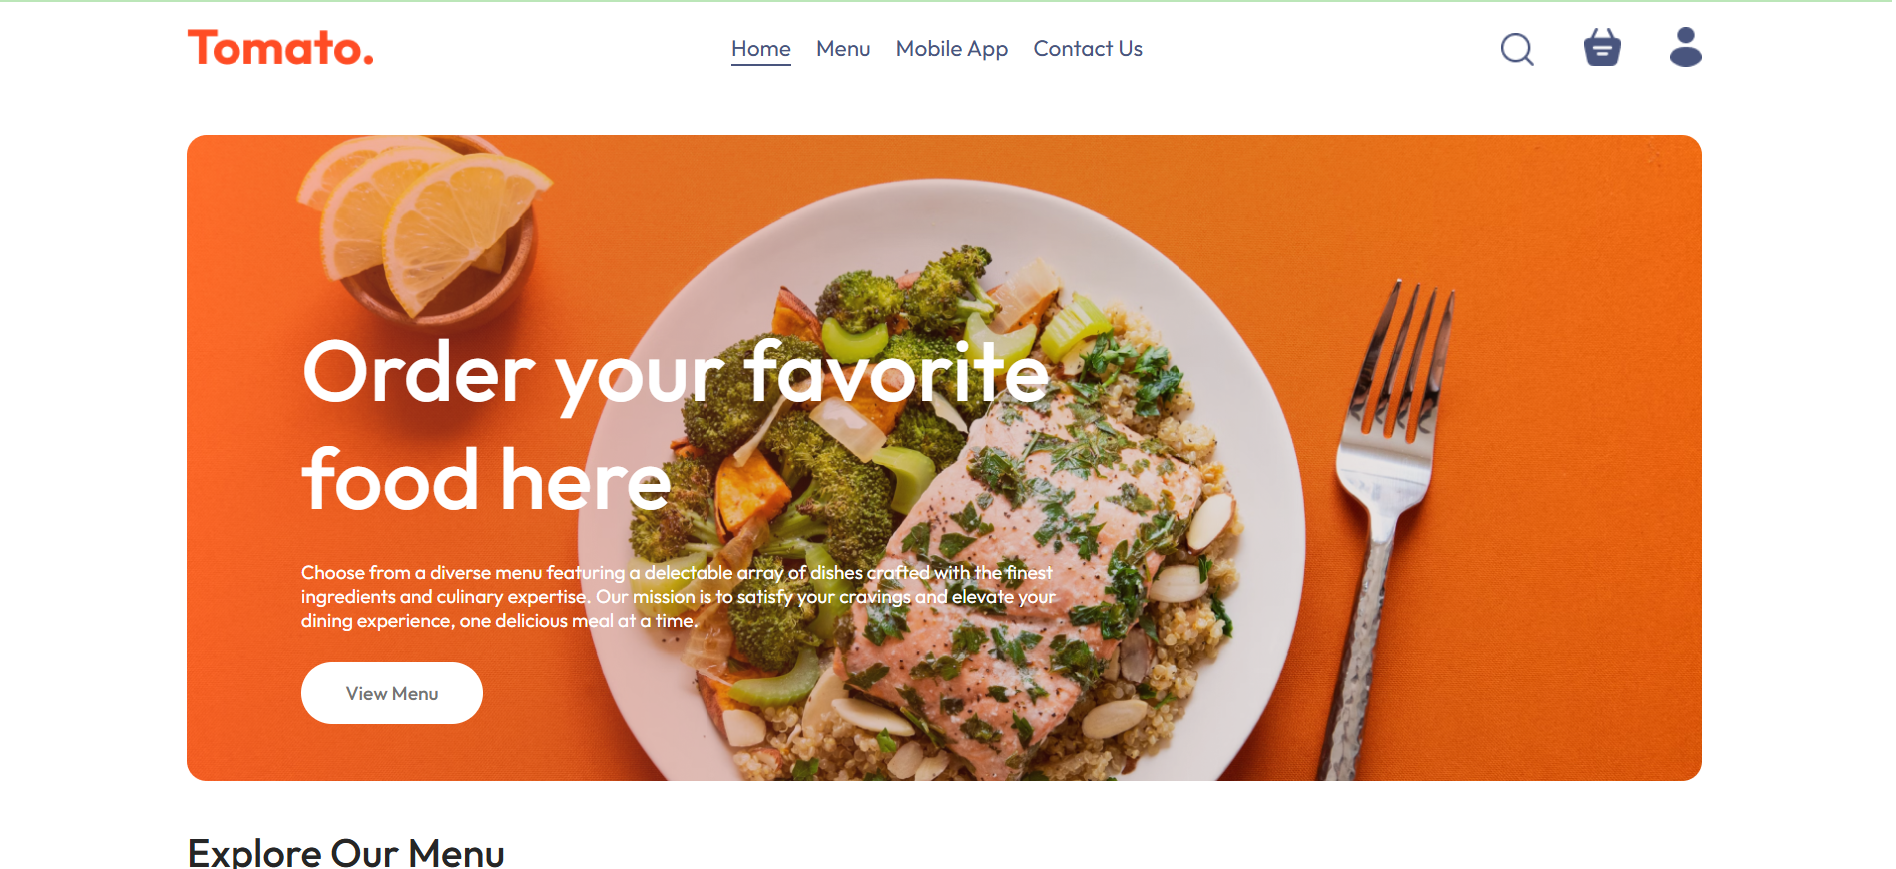 Tomato.
Home Menu Mobile App Contact Us
Order your favorite
food here
Choose from a diverse menu featuring a delectable array of dishes crafted with the finest
ingredients and culinary expertise. Our mission is to satisfy your cravings and elevate your
dining experience, one delicious meal at a time.
View Menu
Explore Our Menu